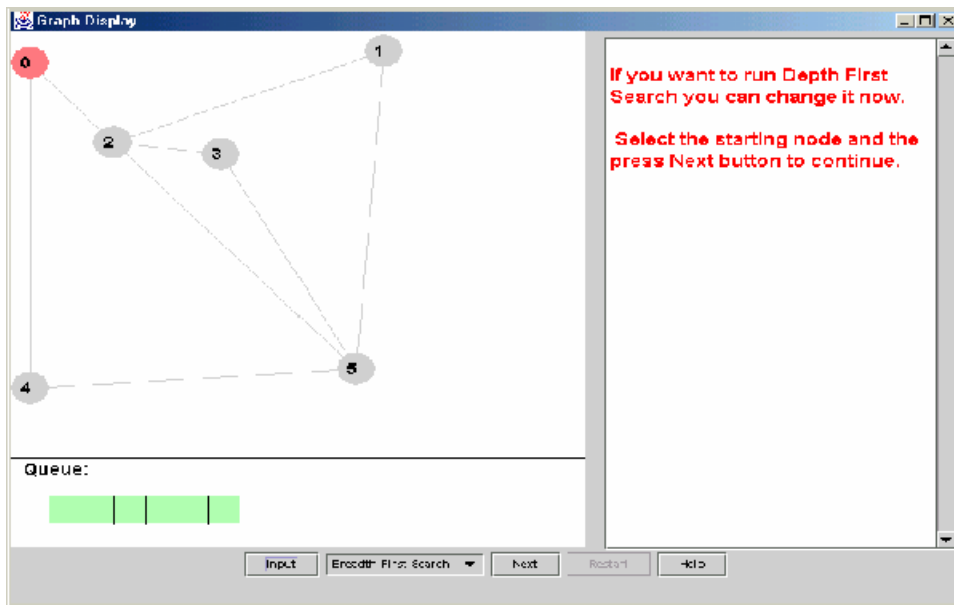 Graph Display
0
1
2
3
4
5
If you want to run Depth First
Search you can change it now.
Select the starting node and the
press Next button to continue.
Queue:
Input
Breadth First Search
Next
Restart
Help